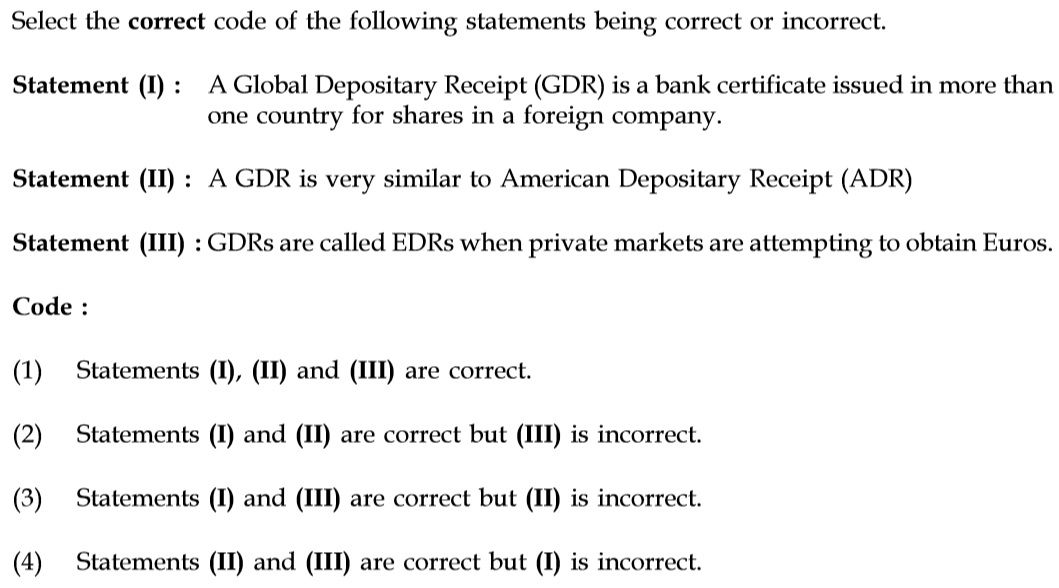 Select the correct code of the following statements being correct or incorrect.
Statement (I) : A Global Depositary Receipt (GDR) is a bank certificate issued in more than
one country for shares in a foreign company.
Statement (II) : A GDR is very similar to American Depositary Receipt (ADR)
Statement (III) : GDRs are called EDRs when private markets are attempting to obtain Euros.
Code :
(1) Statements (I), (II) and (III) are correct.
(2) Statements (I) and (II) are correct but (III) is incorrect.
(3) Statements (I) and (III) are correct but (II) is incorrect.
(4) Statements (II) and (III) are correct but (I) is incorrect.